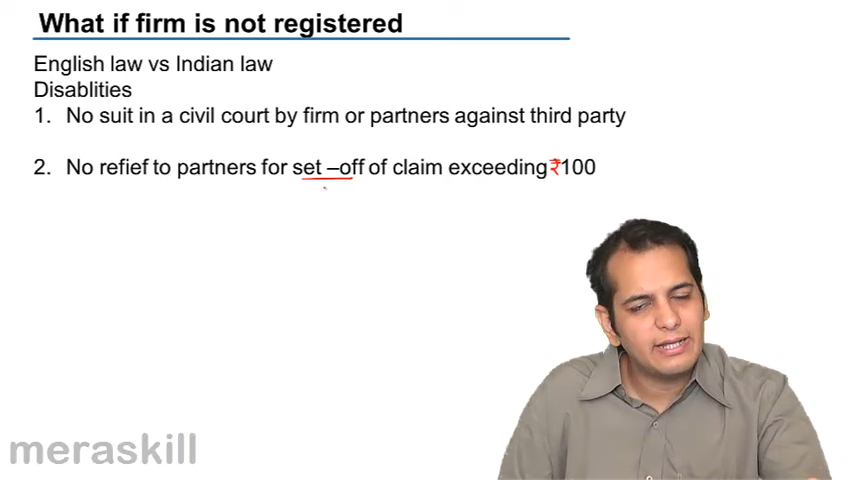 What if firm is not registered
English law vs Indian law
Disablities
1. No suit in a civil court by firm or partners against third party
2. No refief to partners for set –off of claim exceeding ₹100
meraskill